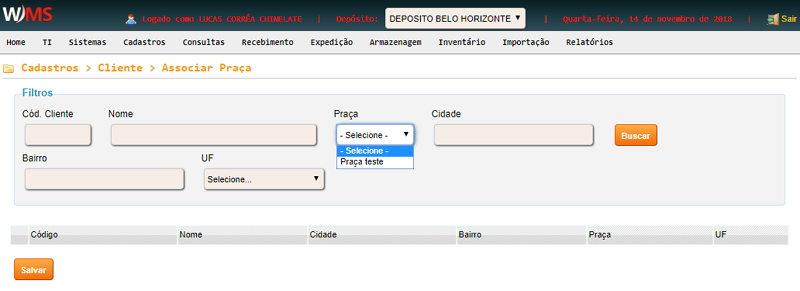 W/MS Logado como LUCAS CORRÊA CHINELATE | Depósito: DEPOSITO BELO HORIZONTE | Quarta-feira, 14 de novembro de 2018 | Sair
Home TI Sistemas Cadastros Consultas Recebimento Expedição Armazenagem Inventário Importação Relatórios
Cadastros > Cliente > Associar Praça
Filtros
Cód. Cliente Nome Praça Cidade
- Selecione - Buscar
- Selecione -
Praça teste
Bairro UF
Selecione...
Código Nome Cidade Bairro Praça UF
Salvar